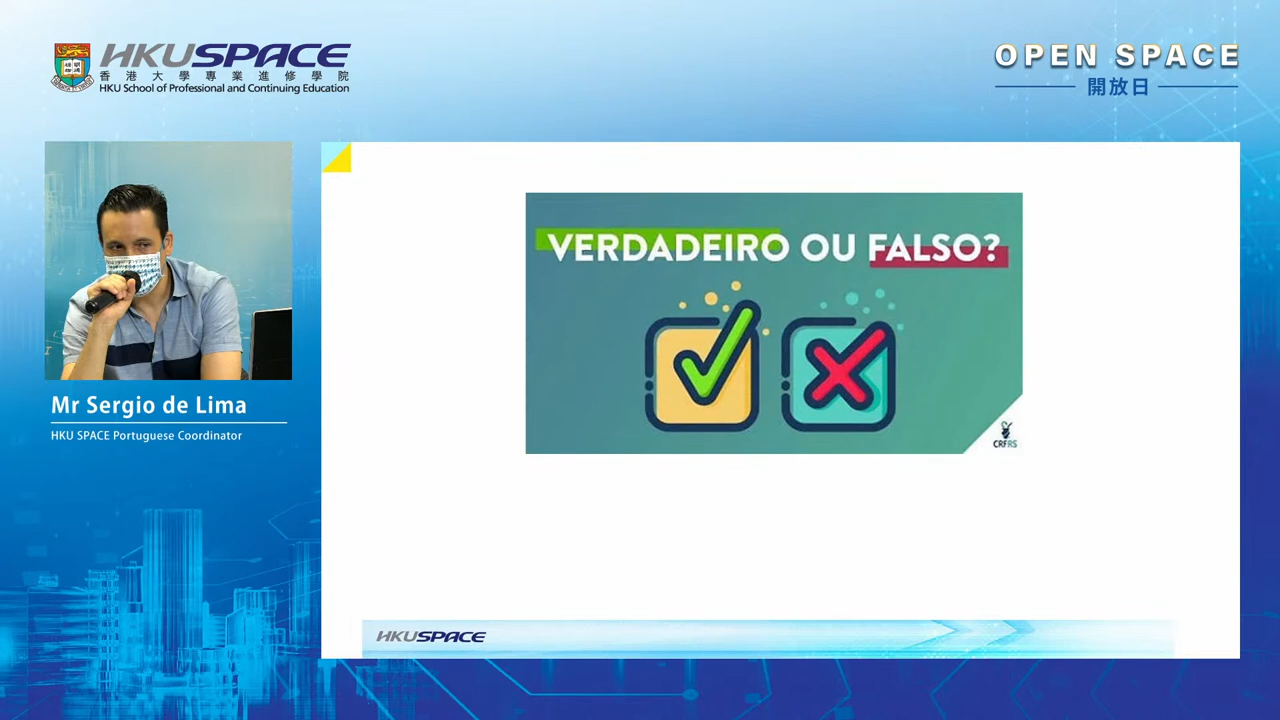 HKUSPACE
香港大學專業進修學院
HKU School of Professional and Continuing Education
OPEN SPACE
開放日
VERDADEIRO OU FALSO?
CRFRS
Mr Sergio de Lima
HKU SPACE Portuguese Coordinator
HKUSPACE